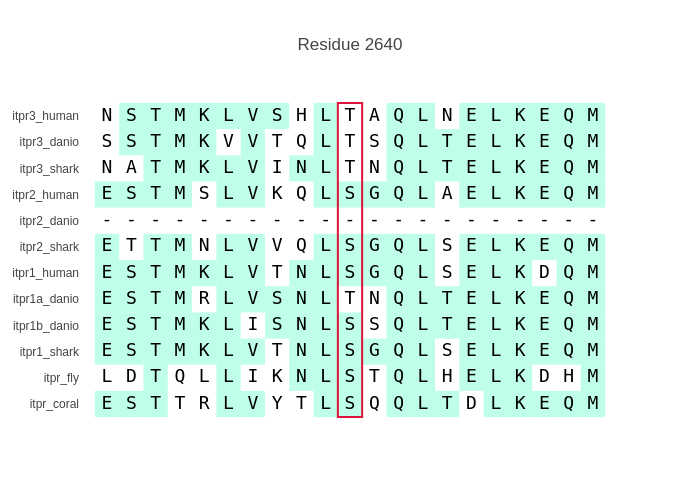 Residue 2640
itpr3_human N S T M K L V S H L T A Q L N E L K E Q M
itpr3_danio S S T M K V V T Q L T S Q L T E L K E Q M
itpr3_shark N A T M K L V I N L T N Q L T E L K E Q M
itpr2_human E S T M S L V K Q L S G Q L A E L K E Q M
itpr2_danio - - - - - - - - - - - - - - - - - - - - -
itpr2_shark E T T M N L V V Q L S G Q L S E L K E Q M
itpr1_human E S T M K L V T N L S G Q L S E L K D Q M
itpr1a_danio E S T M R L V S N L T N Q L T E L K E Q M
itpr1b_danio E S T M K L I S N L S S Q L T E L K E Q M
itpr1_shark E S T M K L V T N L S G Q L S E L K E Q M
itpr_fly L D T Q L L I K N L S T Q L H E L K D H M
itpr_coral E S T T R L V Y T L S Q Q L T D L K E Q M